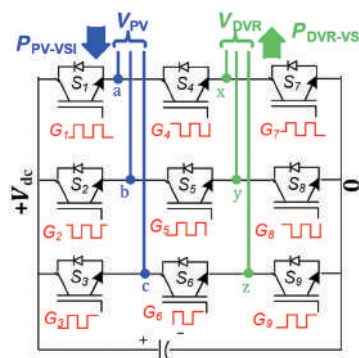 V_PV V_DVR
P_PV-VSI P_DVR-VS
S_1 a S_4 x S_7
G_1 G_4 G_7
+V_dc 0
S_2 b S_5 y S_8
G_2 G_5 G_8
S_3 c S_6 z S_9
G_3 G_6 G_9
+ -